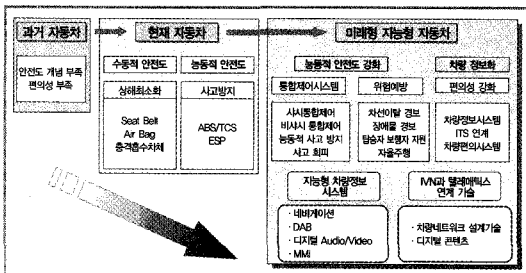 과거 자동차
현재 자동차
미래형 지능형 자동차
안전도 개념 부족
편의성 부족
수동적 안전도
능동적 안전도
상해최소화
사고방지
Seat Belt
Air Bag
충격흡수차체
ABS/TCS
ESP
능동적 안전도 강화
차량 정보화
통합제어시스템
위험예방
편의성 강화
샤시통합제어
비샤시 통합제어
능동적 사고 방지
사고 회피
차선이탈 경보
장애물 경보
탑승자 보행자 지원
자율주행
차량정보시스템
ITS 연계
차량편의시스템
지능형 차량정보
시스템
IVN과 텔레매틱스
연계 기술
· 네비게이션
· DAB
· 디지털 Audio/Video
· MMI
· 차량네트워크 설계기술
· 디지털 콘텐츠